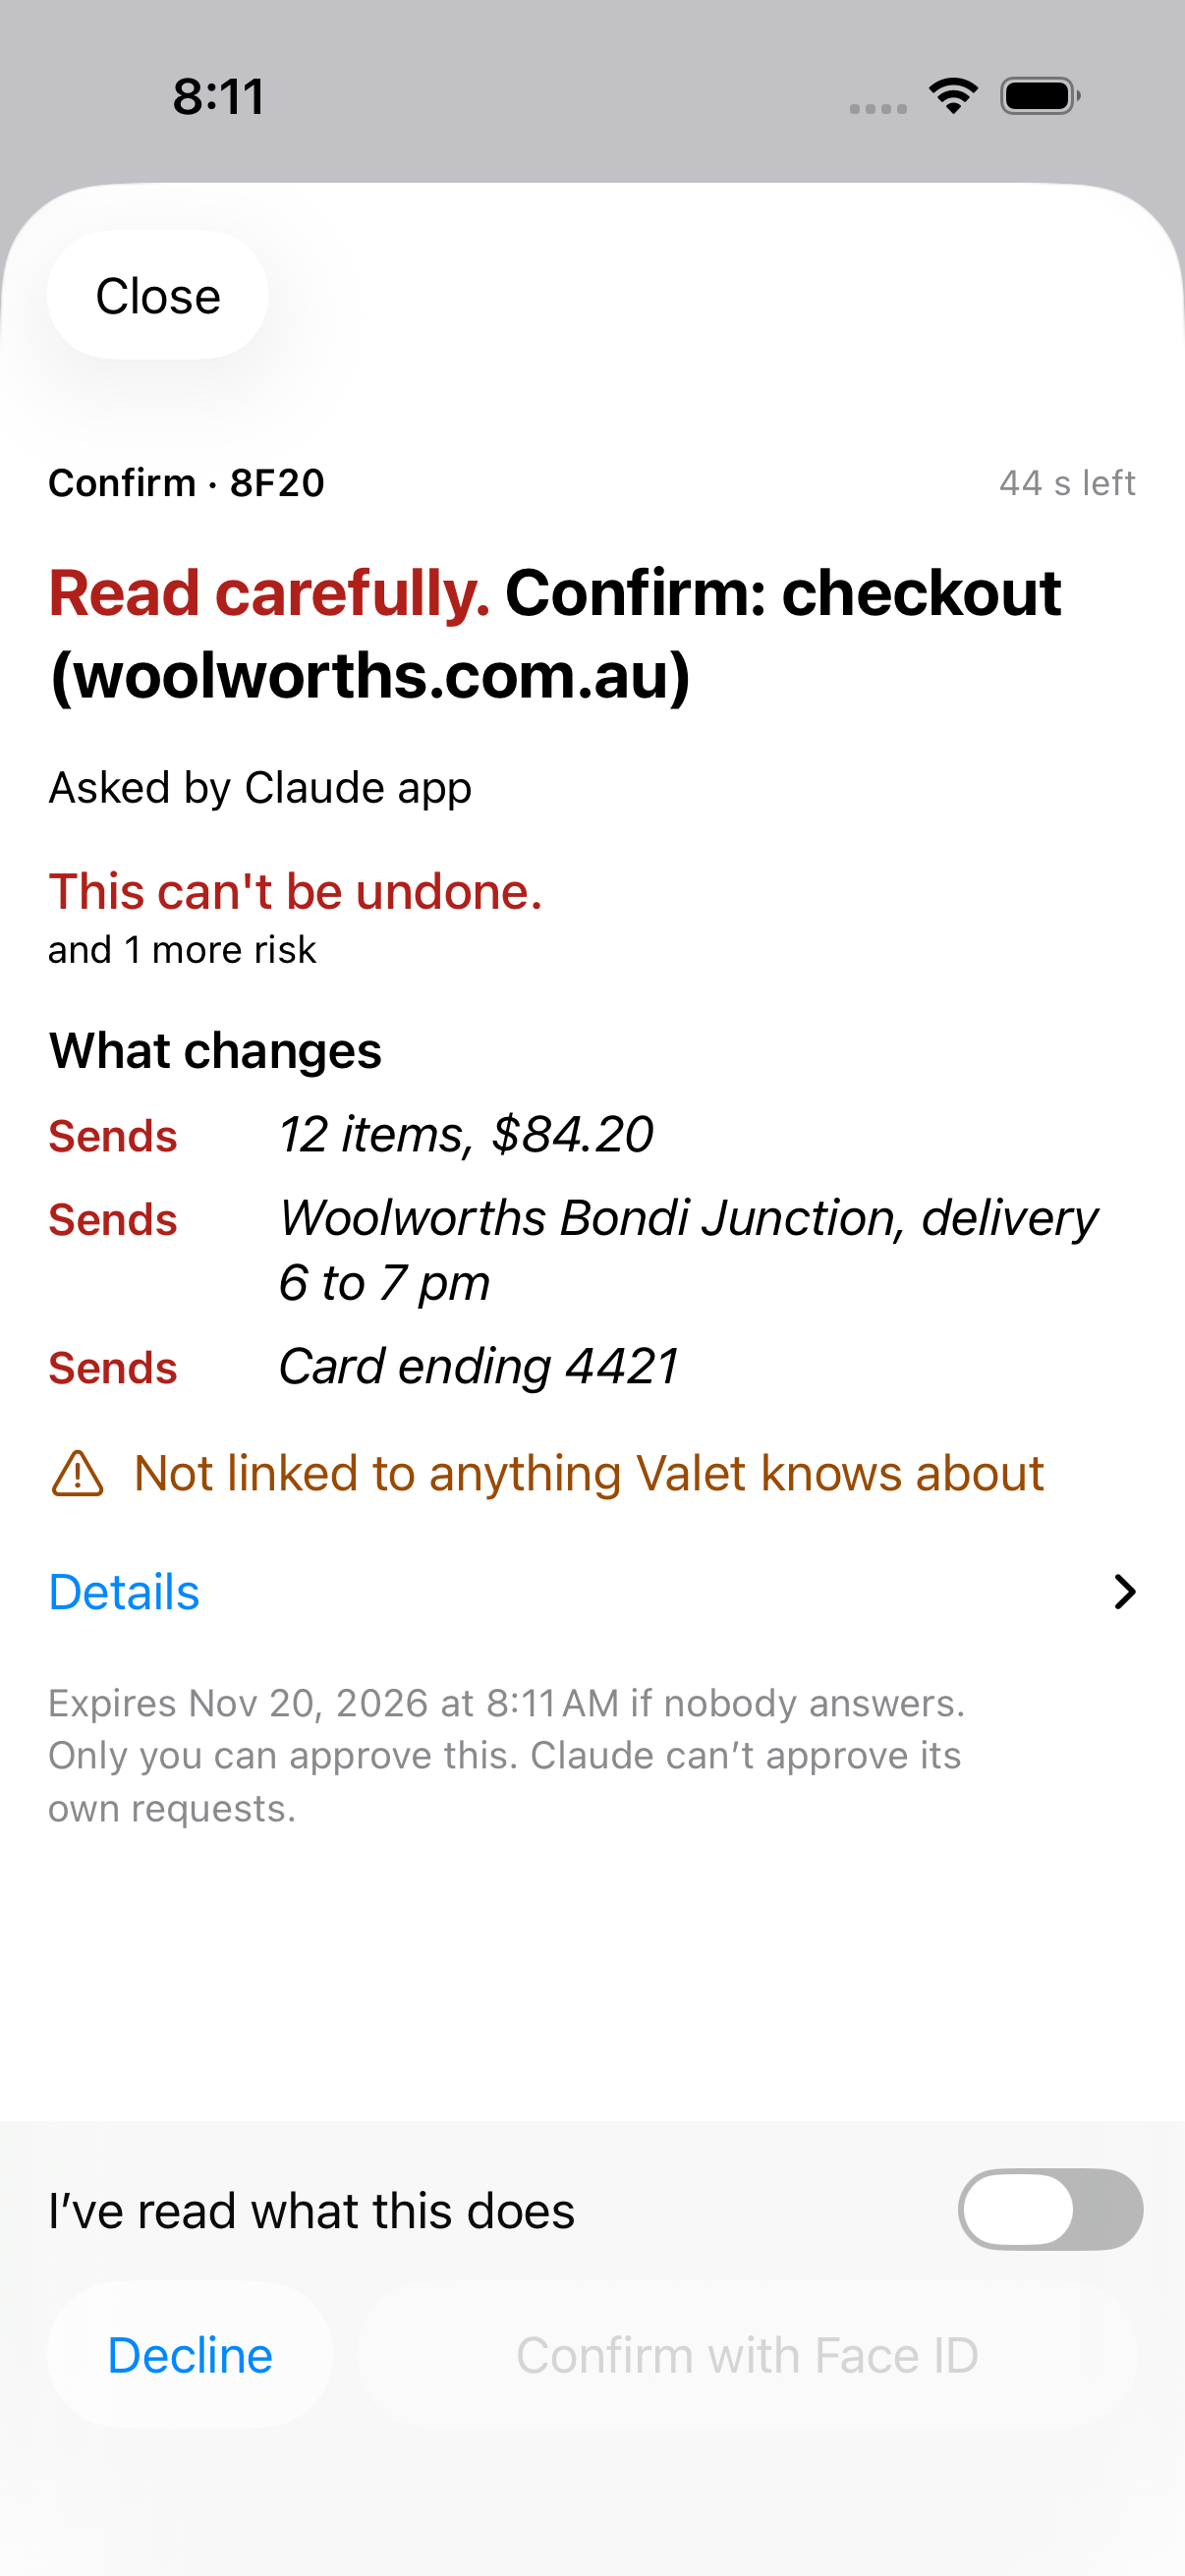 8:11
Close
Confirm · 8F20
44 s left
Read carefully. Confirm: checkout
(woolworths.com.au)
Asked by Claude app
This can't be undone.
and 1 more risk
What changes
Sends 12 items, $84.20
Sends Woolworths Bondi Junction, delivery
6 to 7 pm
Sends Card ending 4421
Not linked to anything Valet knows about
Details
Expires Nov 20, 2026 at 8:11 AM if nobody answers.
Only you can approve this. Claude can’t approve its
own requests.
I’ve read what this does
Decline
Confirm with Face ID